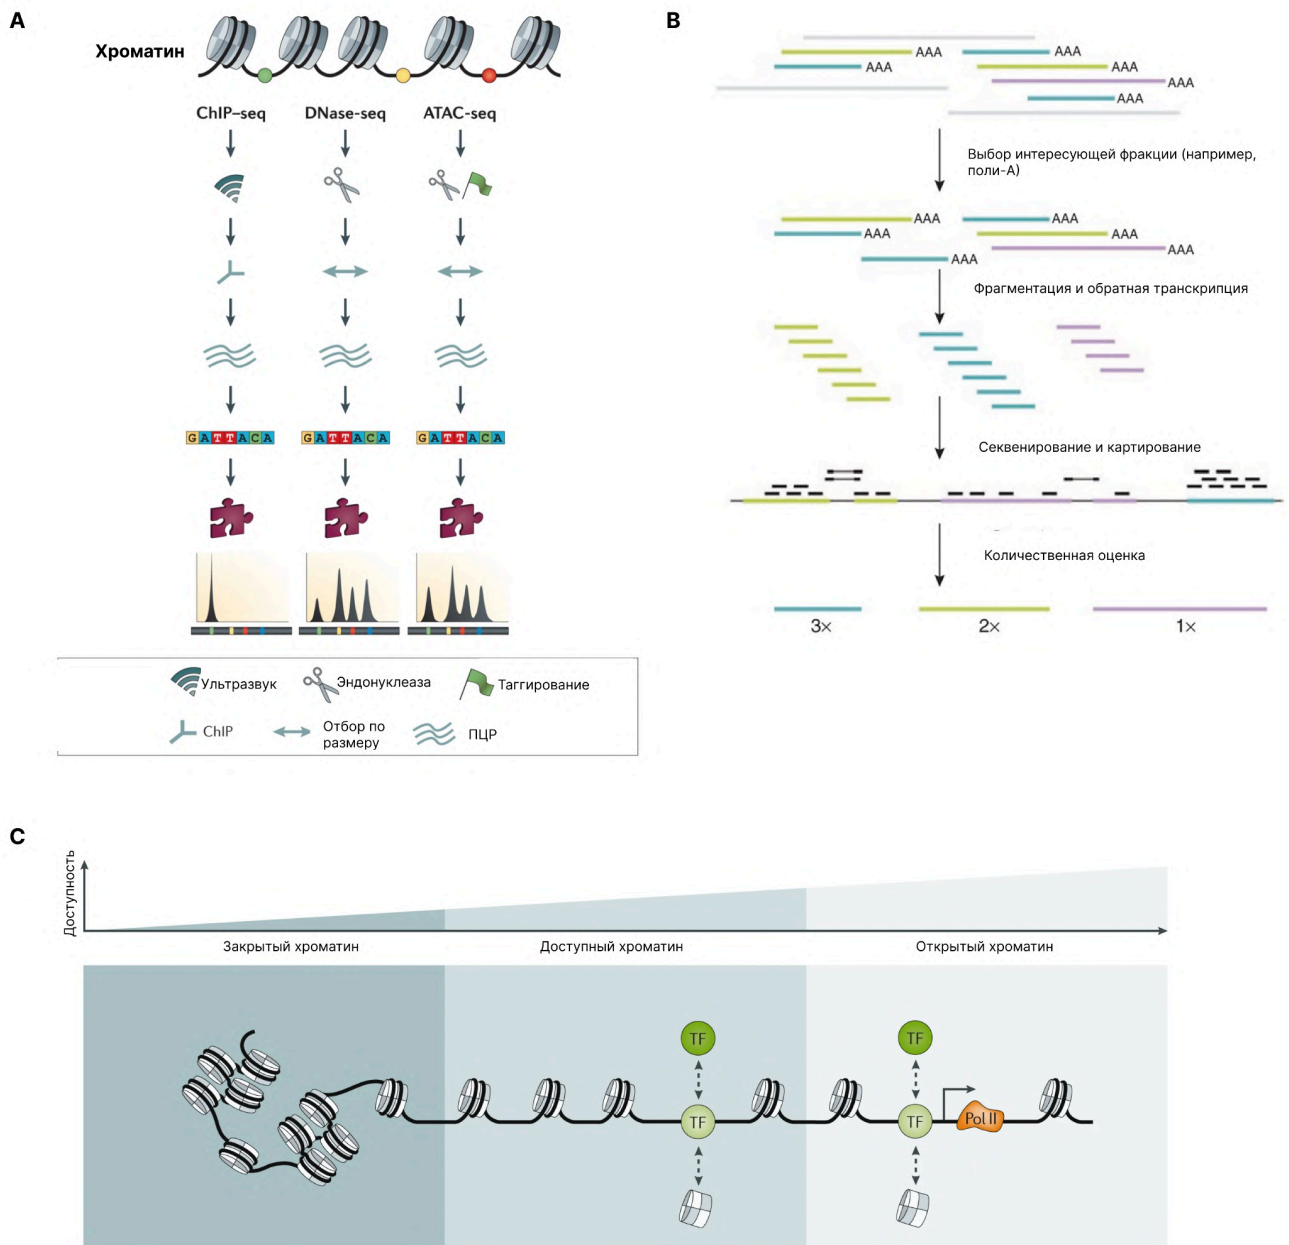 A
Хроматин
ChIP–seq DNase-seq ATAC-seq
GATTACA GATTACA GATTACA
Ультразвук Эндонуклеаза Таггирование
ChIP Отбор по
размеру ПЦР
B
AAA AAA
AAA AAA
AAA
AAA
Выбор интересующей фракции (например,
поли-А)
AAA AAA
AAA AAA
AAA
AAA
Фрагментация и обратная транскрипция
Секвенирование и картирование
Количественная оценка
3× 2× 1×
C
Доступность
Закрытый хроматин Доступный хроматин Открытый хроматин
TF TF
TF TF Pol II